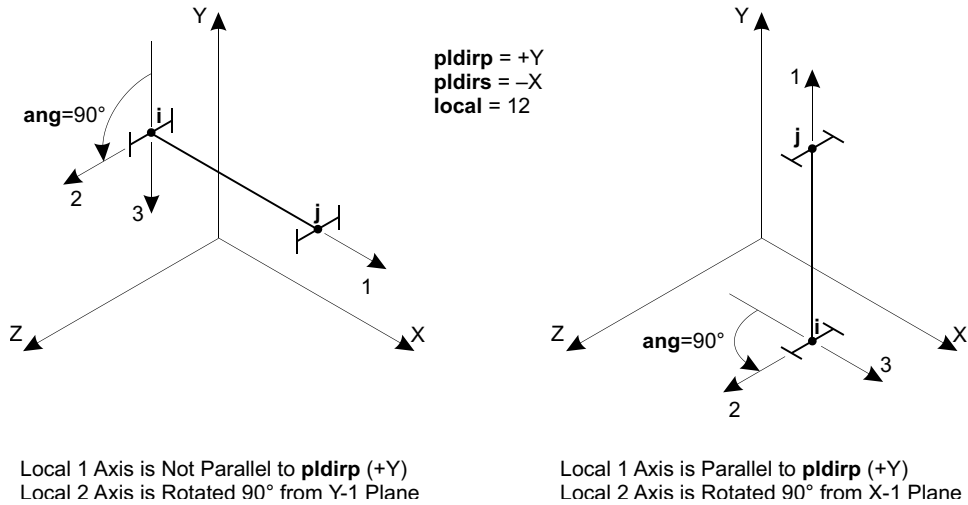 Y
pldirp = +Y
pldirs = –X
local = 12
ang=90°
i
2
3
j
1
Z
X
Local 1 Axis is Not Parallel to pldirp (+Y)
Local 2 Axis is Rotated 90° from Y-1 Plane
Y
1
j
i
ang=90°
3
2
Z
X
Local 1 Axis is Parallel to pldirp (+Y)
Local 2 Axis is Rotated 90° from X-1 Plane